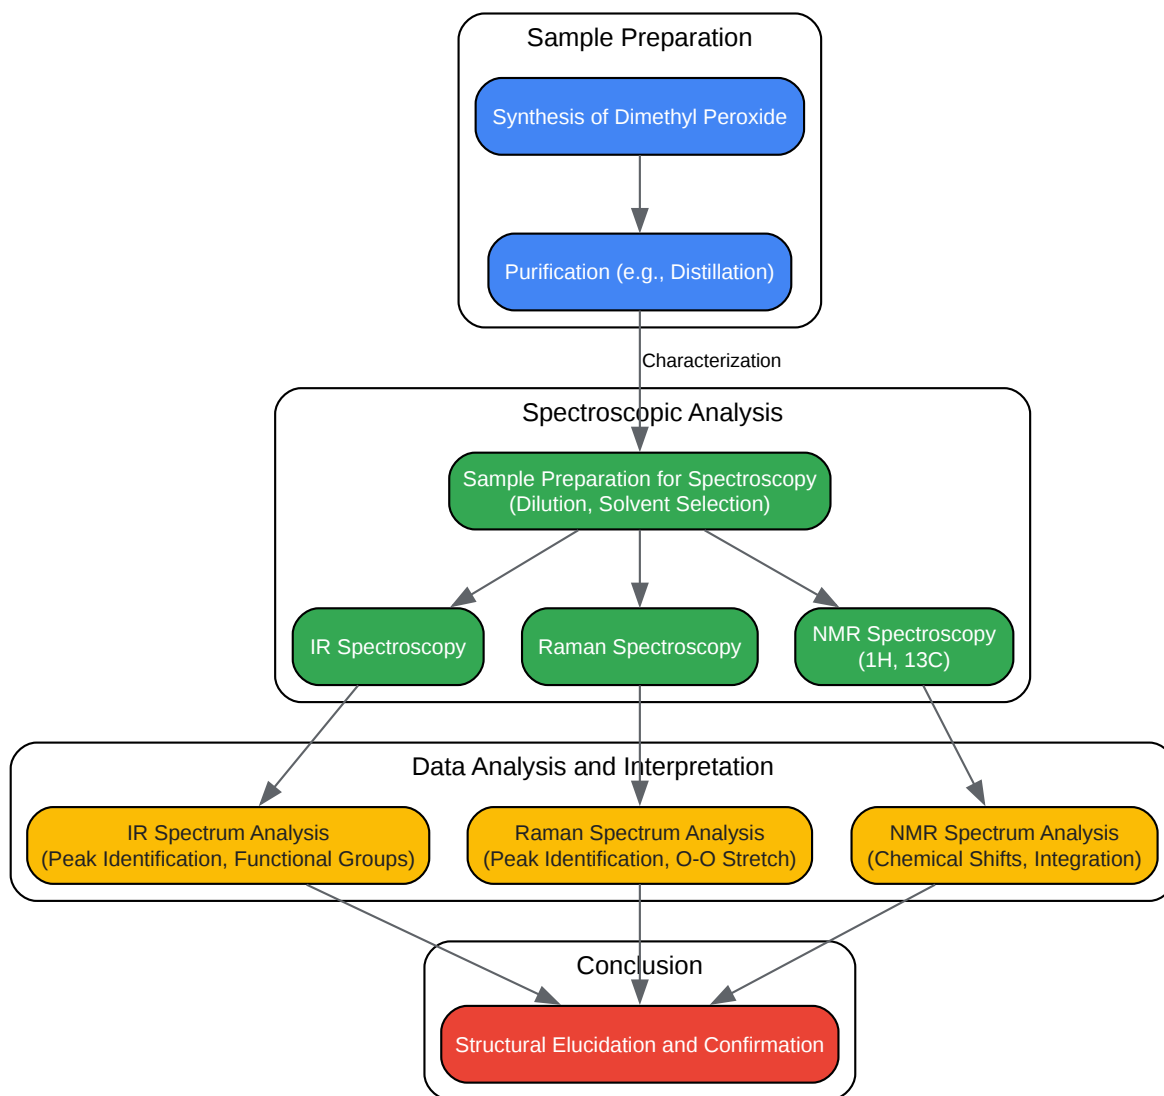 Sample Preparation
Synthesis of Dimethyl Peroxide
Purification (e.g., Distillation)
Characterization
Spectroscopic Analysis
Sample Preparation for Spectroscopy
(Dilution, Solvent Selection)
IR Spectroscopy
Raman Spectroscopy
NMR Spectroscopy
(1H, 13C)
Data Analysis and Interpretation
IR Spectrum Analysis
(Peak Identification, Functional Groups)
Raman Spectrum Analysis
(Peak Identification, O-O Stretch)
NMR Spectrum Analysis
(Chemical Shifts, Integration)
Conclusion
Structural Elucidation and Confirmation